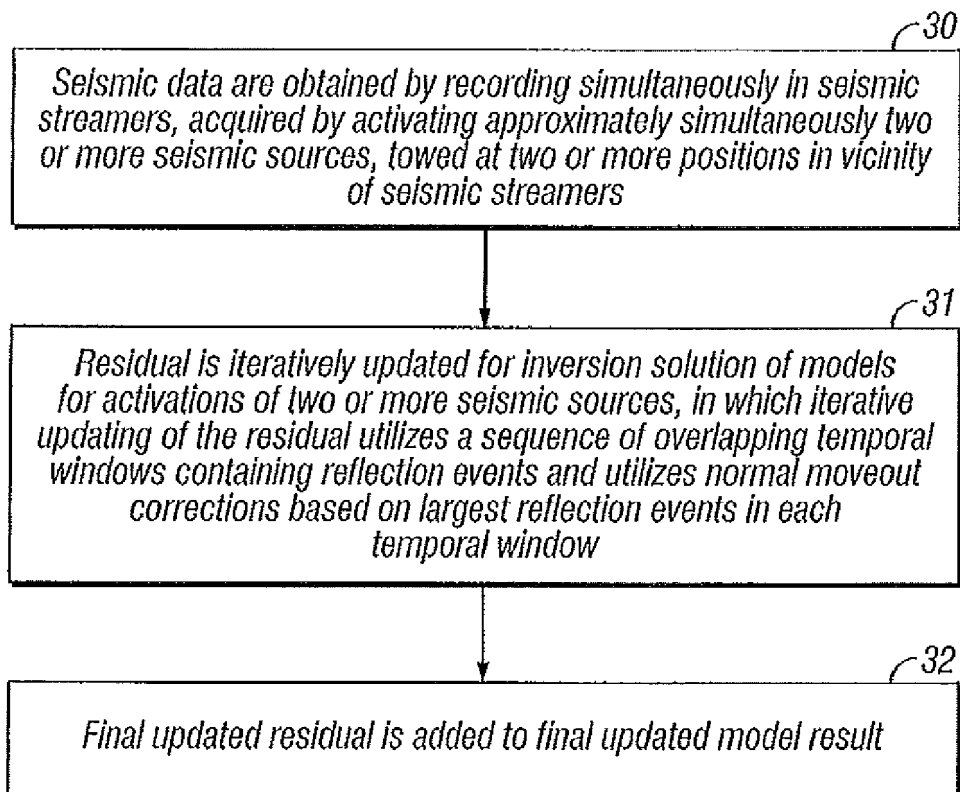 30
Seismic data are obtained by recording simultaneously in seismic
streamers, acquired by activating approximately simultaneously two
or more seismic sources, towed at two or more positions in vicinity
of seismic streamers
31
Residual is iteratively updated for inversion solution of models
for activations of two or more seismic sources, in which iterative
updating of the residual utilizes a sequence of overlapping temporal
windows containing reflection events and utilizes normal moveout
corrections based on largest reflection events in each
temporal window
32
Final updated residual is added to final updated model result